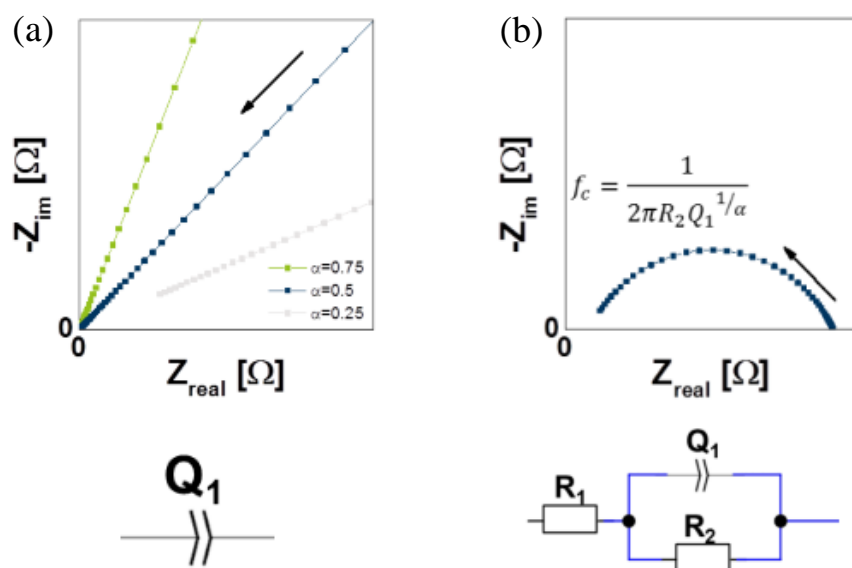 (a)
-Z_im [Ω]
α=0.75
α=0.5
α=0.25
0
0
Z_real [Ω]
Q_1
(b)
-Z_im [Ω]
f_c = 1 / (2πR_2Q_1^{1/α})
0
0
Z_real [Ω]
Q_1
R_1
R_2